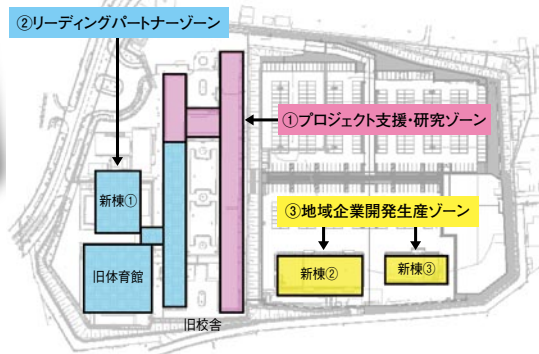 ②リーディングパートナーゾーン
①プロジェクト支援・研究ゾーン
新棟①
③地域企業開発生産ゾーン
旧体育館
新棟②
新棟③
旧校舎